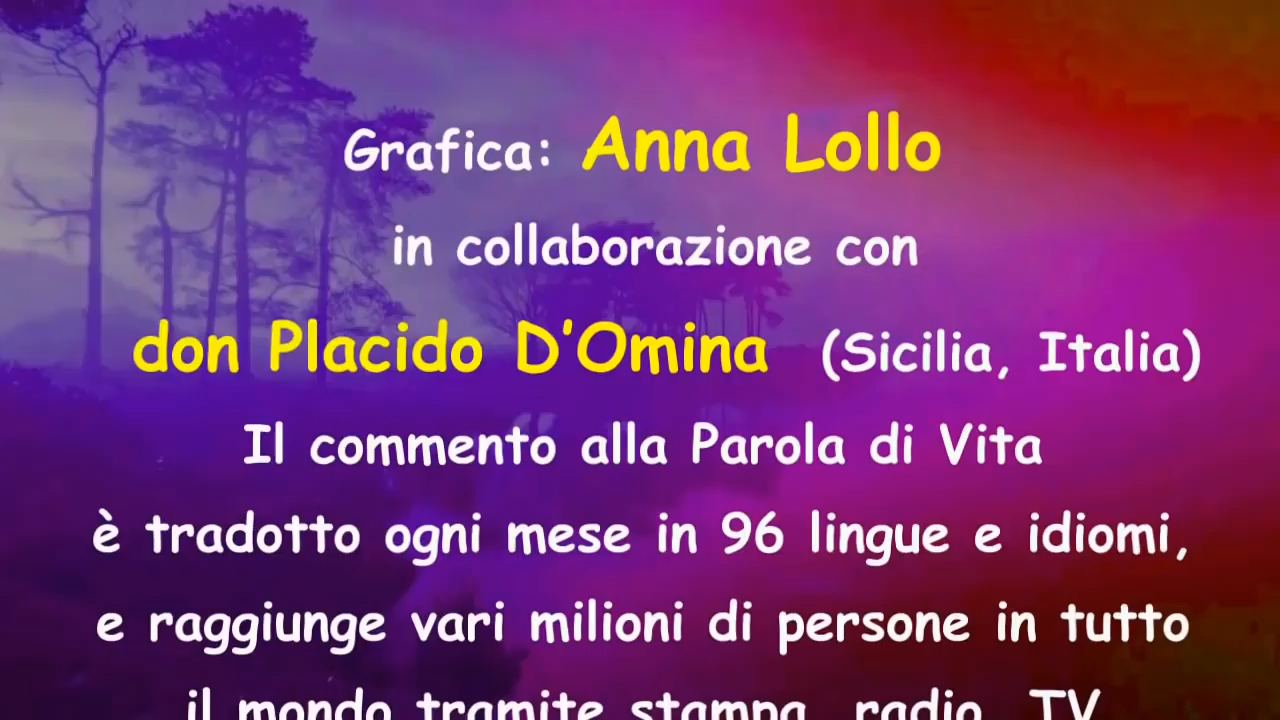 Grafica: Anna Lollo
in collaborazione con
don Placido D'Omina (Sicilia, Italia)
Il commento alla Parola di Vita
è tradotto ogni mese in 96 lingue e idiomi,
e raggiunge vari milioni di persone in tutto
il mondo tramite stampa, radio, TV